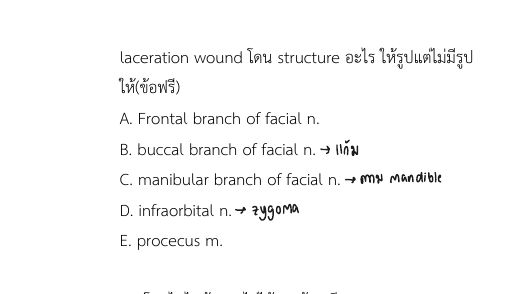 laceration wound โดน structure อะไร ให้รูปแต่ไม่มีรูป
ให้(ข้อฟรี)
A. Frontal branch of facial n.
B. buccal branch of facial n. → แก้ม
C. manibular branch of facial n. → ตาม mandible
D. infraorbital n. → zygoma
E. procecus m.